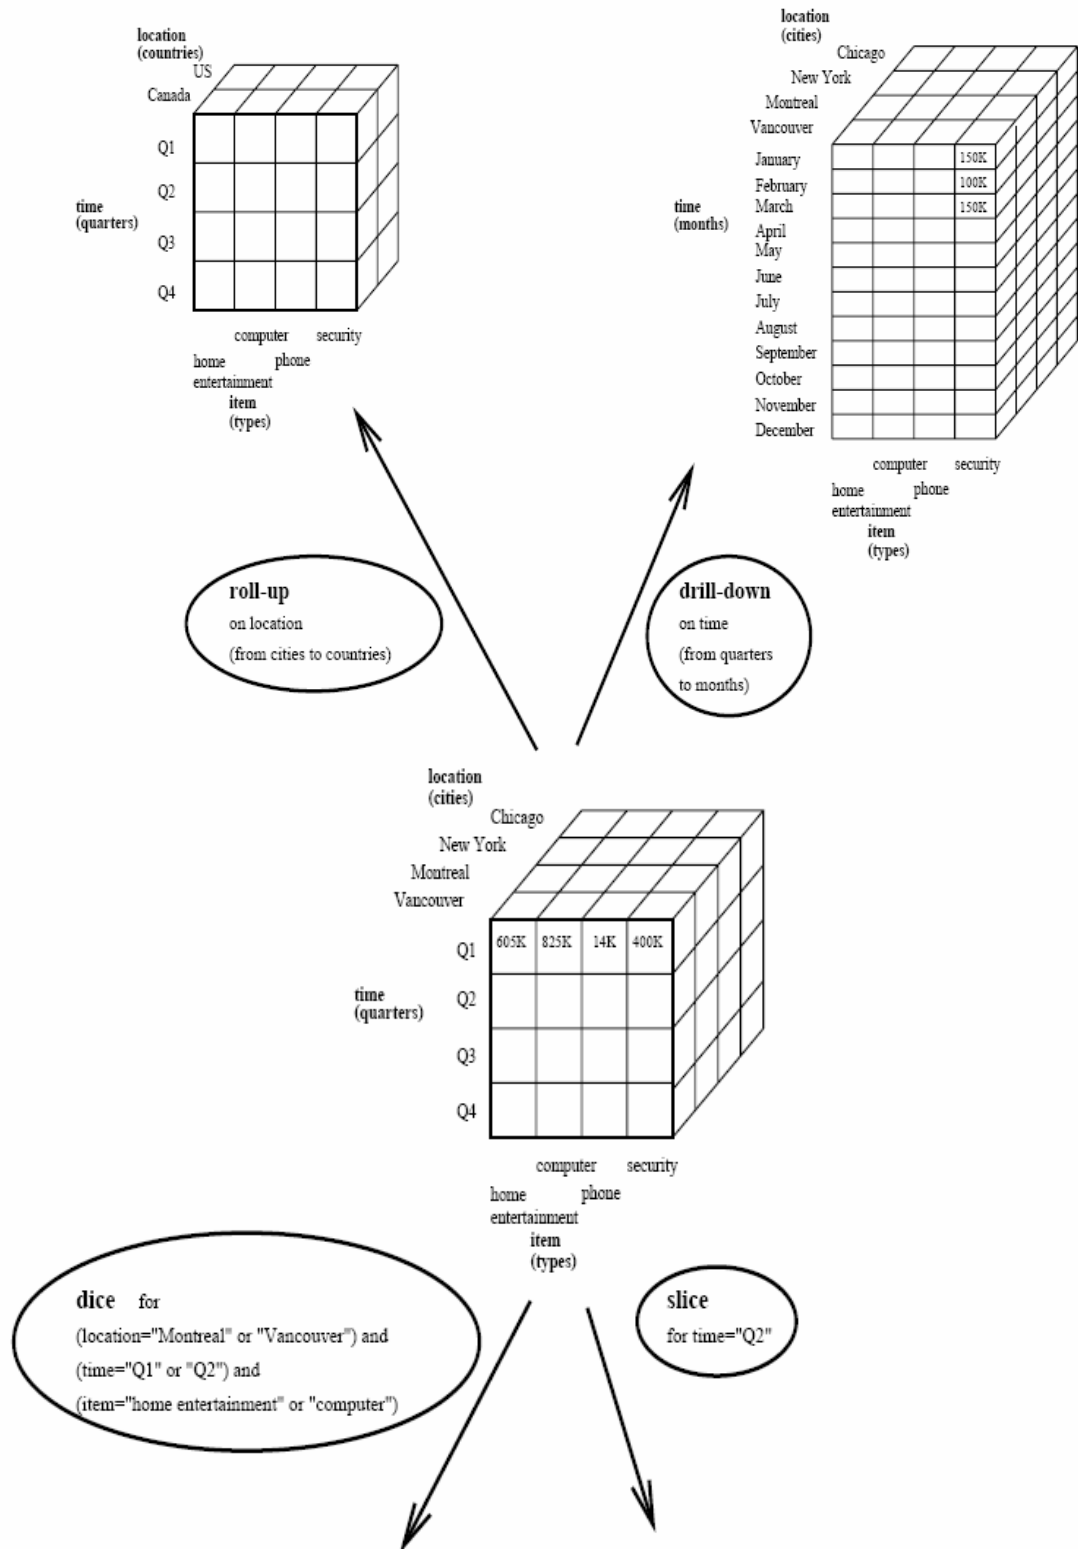 location
(countries)
US
Canada
Q1
Q2
time
(quarters)
Q3
Q4
computer security
home phone
entertainment
item
(types)
location
(cities)
Chicago
New York
Montreal
Vancouver
January 150K
February 100K
March 150K
time
(months)
April
May
June
July
August
September
October
November
December
computer security
home phone
entertainment
item
(types)
roll-up
on location
(from cities to countries)
drill-down
on time
(from quarters
to months)
location
(cities)
Chicago
New York
Montreal
Vancouver
Q1 605K 825K 14K 400K
Q2
time
(quarters)
Q3
Q4
computer security
home phone
entertainment
item
(types)
dice for
(location="Montreal" or "Vancouver") and
(time="Q1" or "Q2") and
(item="home entertainment" or "computer")
slice
for time="Q2"